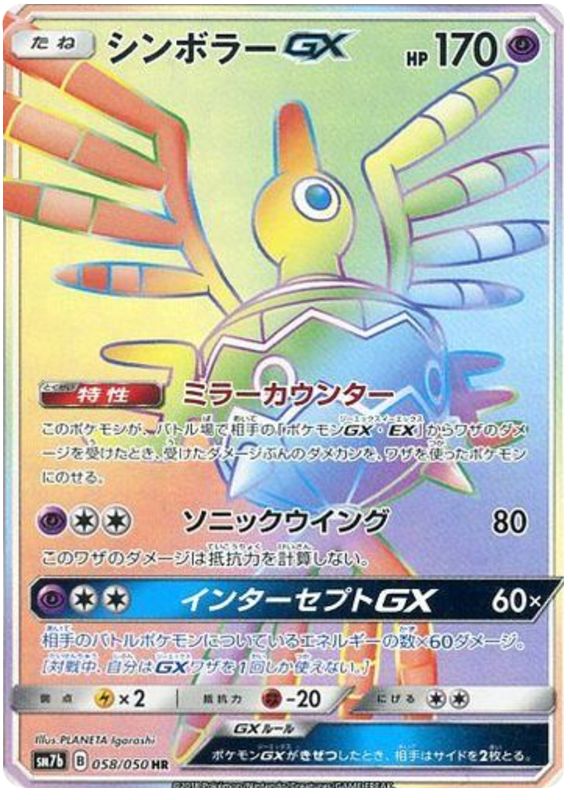 たね シンボラーGX HP 170
とくせい
特性 ミラーカウンター
このポケモンが、バトル場で相手の「ポケモンGX・EX」からワザのダメ
ージを受けたとき、受けたダメージぶんのダメカンを、ワザを使ったポケモン
にのせる。
ソニックウイング 80
このワザのダメージは抵抗力を計算しない。
インターセプトGX 60×
相手のバトルポケモンについているエネルギーの数×60ダメージ。
[対戦中、自分はGXワザを1回しか使えない。]
弱点 ×2 抵抗力 -20 にげる
GXルール
Illus. PLANETA Igarashi
ポケモンGXがきぜつしたとき、相手はサイドを2枚とる。
sm7b B 058/050 HR
©2018 Pokémon/Nintendo/Creatures/GAMEFREAK.